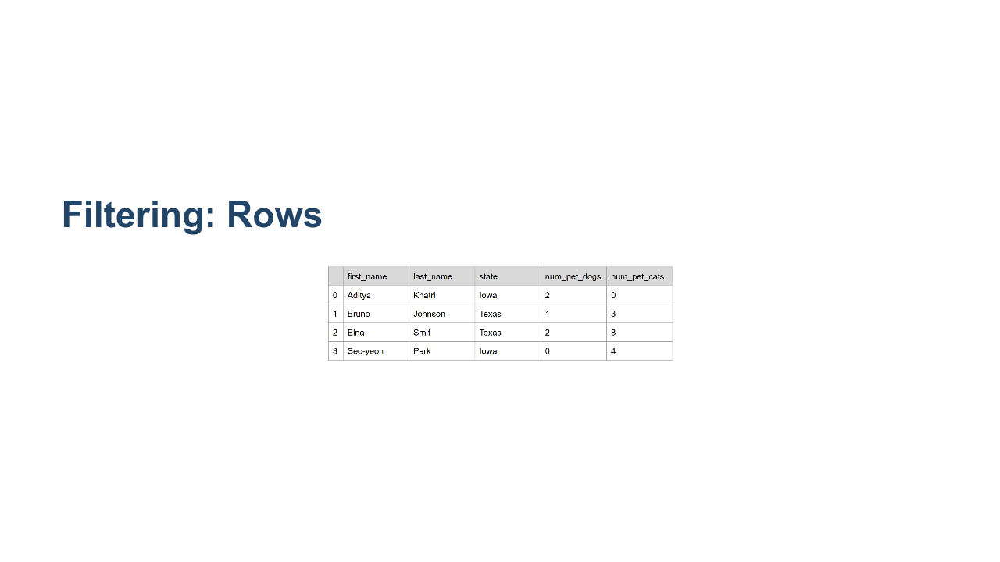 Filtering: Rows
first_name last_name state num_pet_dogs num_pet_cats
0 Aditya Khatri Iowa 2 0
1 Bruno Johnson Texas 1 3
2 Elna Smit Texas 2 8
3 Seo-yeon Park Iowa 0 4